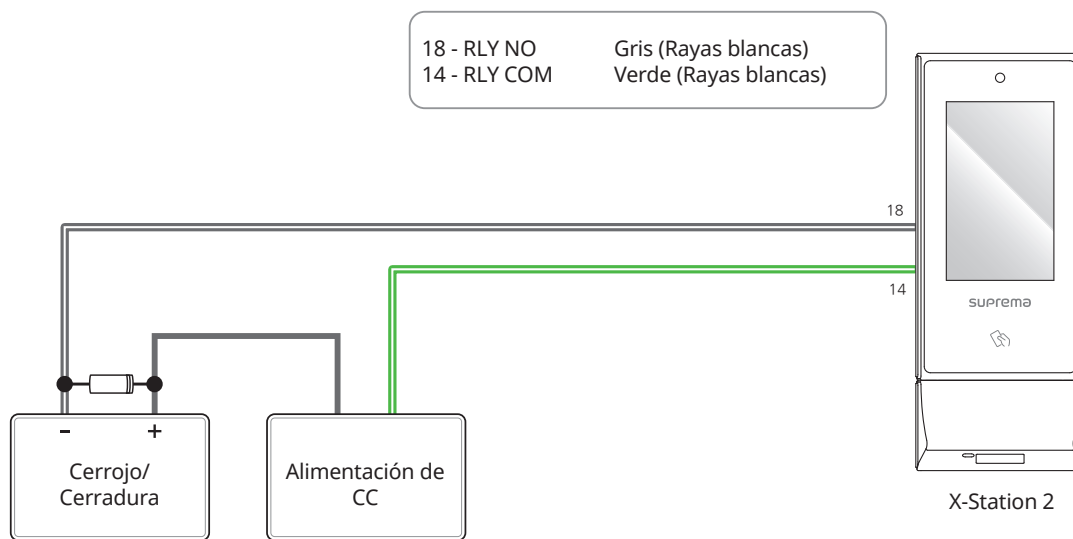 18 - RLY NO Gris (Rayas blancas)
14 - RLY COM Verde (Rayas blancas)
18
14
suprema
- +
Cerrojo/
Cerradura
Alimentación de
CC
X-Station 2